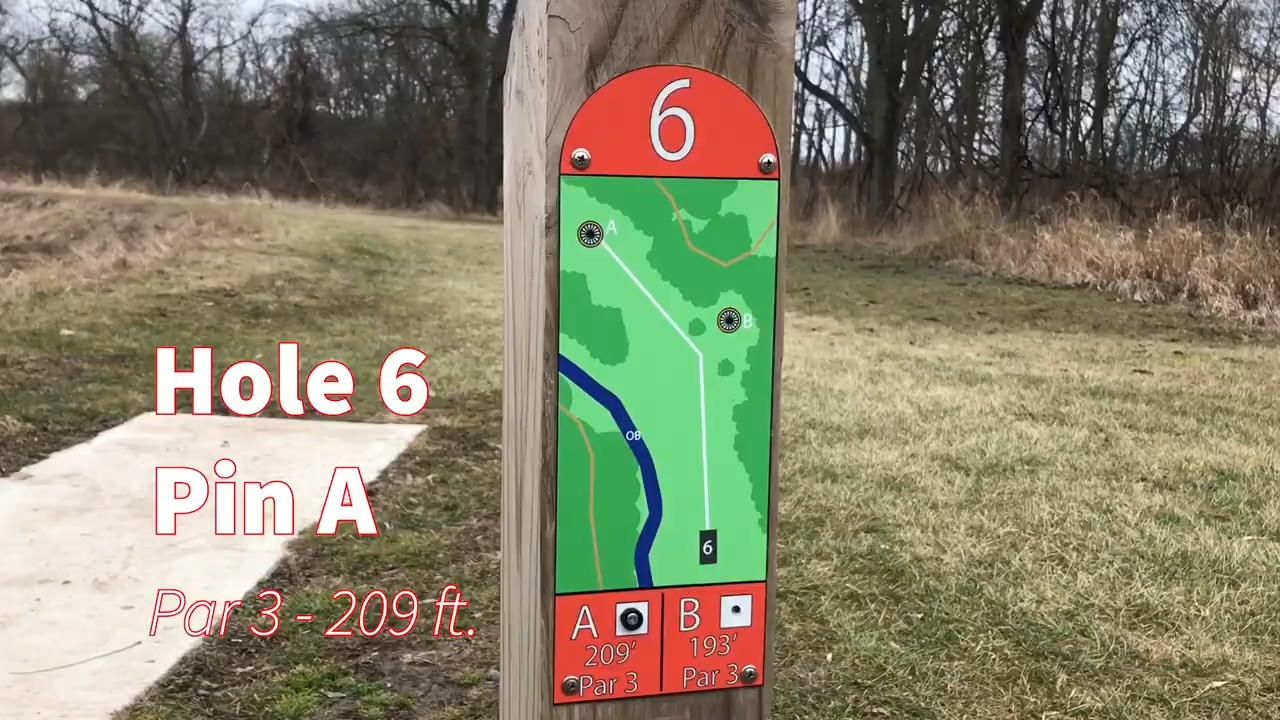 6
A
B
OB
6
A B
209' 193'
Par 3 Par 3
Hole 6
Pin A
Par 3 - 209 ft.